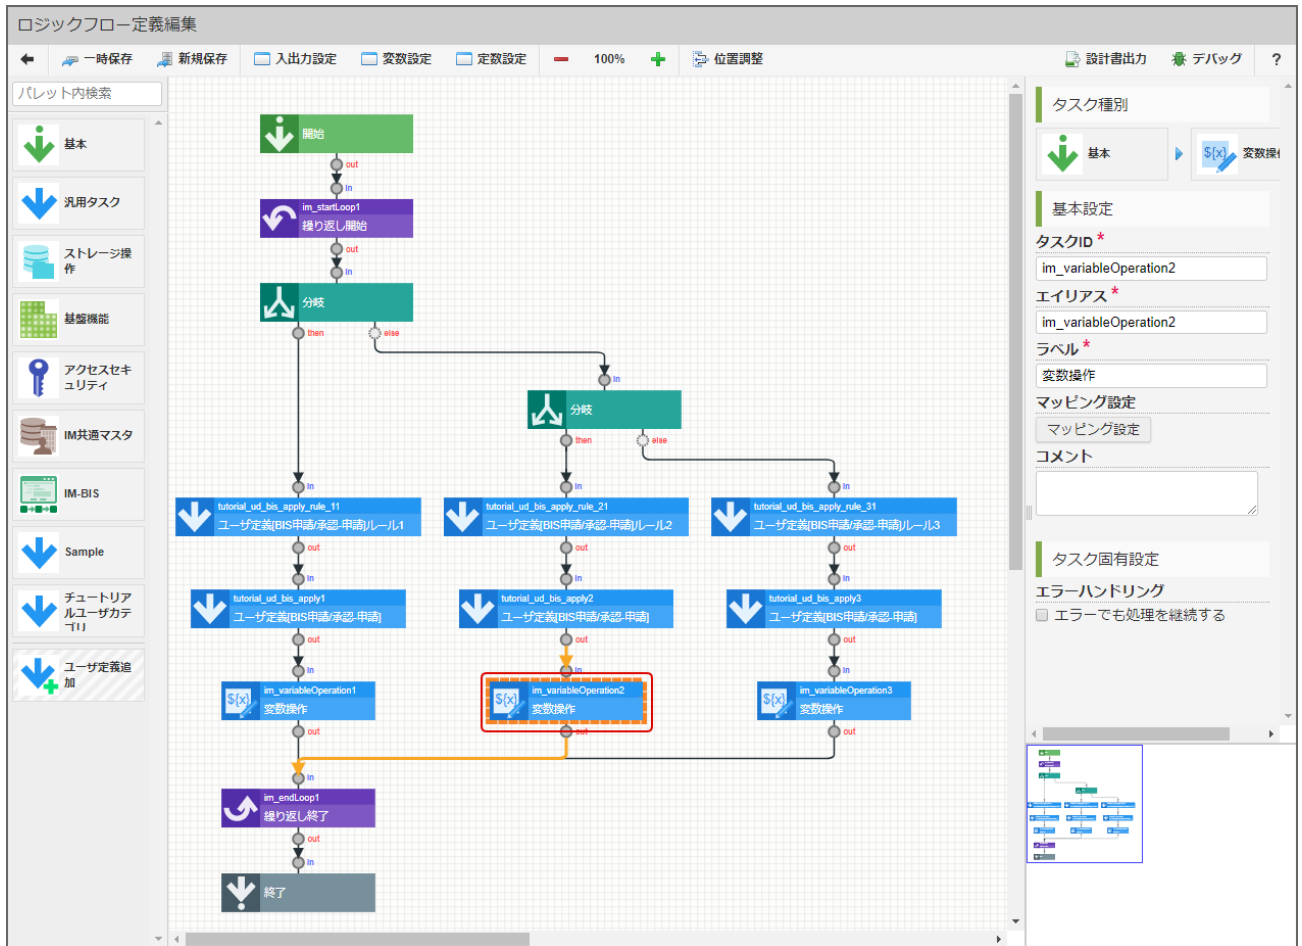 ロジックフロー定義編集
一時保存 新規保存 入出力設定 変数設定 定数設定 100% 位置調整 設計書出力 デバッグ ?
パレット内検索
基本
汎用タスク
ストレージ操
作
基盤機能
アクセスセキ
ュリティ
IM共通マスタ
IM-BIS
Sample
チュートリア
ルユーザカテ
ゴリ
ユーザ定義追
加
開始
out
in
im_startLoop1
繰り返し開始
out
in
分岐
then else
in
分岐
then else
in in in
tutorial_ud_bis_apply_rule_11 tutorial_ud_bis_apply_rule_21 tutorial_ud_bis_apply_rule_31
ユーザ定義[BIS申請/承認-申請]ルール1 ユーザ定義[BIS申請/承認-申請]ルール2 ユーザ定義[BIS申請/承認-申請]ルール3
out out out
in in in
tutorial_ud_bis_apply1 tutorial_ud_bis_apply2 tutorial_ud_bis_apply3
ユーザ定義[BIS申請/承認-申請] ユーザ定義[BIS申請/承認-申請] ユーザ定義[BIS申請/承認-申請]
out out out
in in in
${x} im_variableOperation1 ${x} im_variableOperation2 ${x} im_variableOperation3
変数操作 変数操作 変数操作
out out out
in
im_endLoop1
繰り返し終了
out
in
終了
タスク種別
基本 ${x} 変数操
基本設定
タスクID *
im_variableOperation2
エイリアス *
im_variableOperation2
ラベル *
変数操作
マッピング設定
マッピング設定
コメント
タスク固有設定
エラーハンドリング
エラーでも処理を継続する